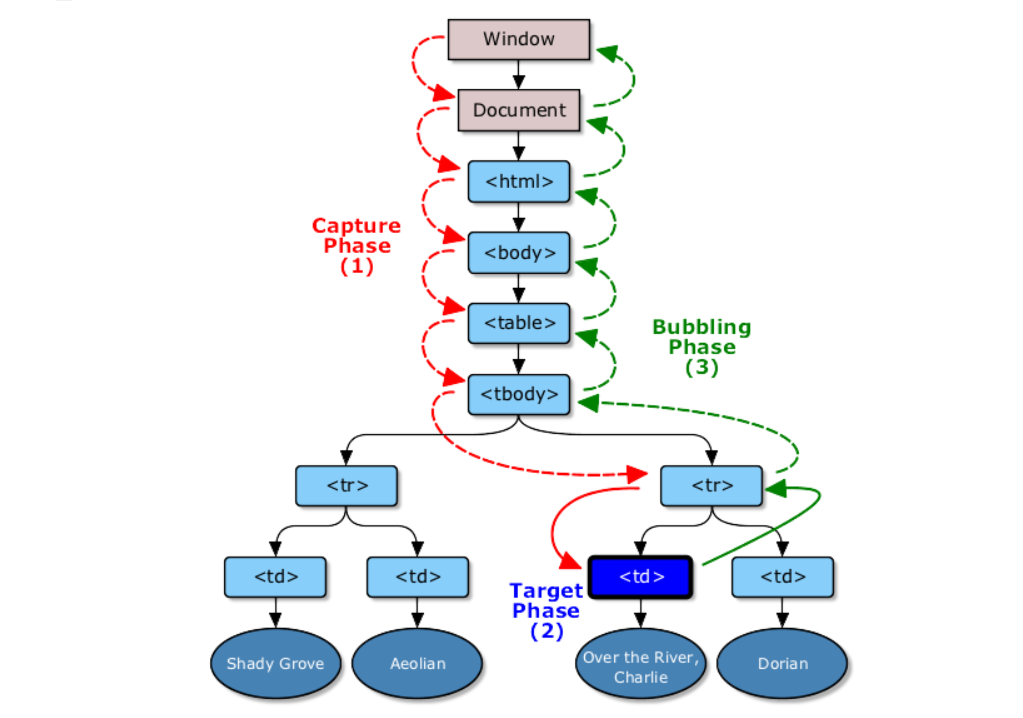 Window
Document
<html>
Capture
Phase
(1)
<body>
<table>
Bubbling
Phase
(3)
<tbody>
<tr>
<tr>
<td>
<td>
<td>
<td>
Target
Phase
(2)
Shady Grove
Aeolian
Over the River,
Charlie
Dorian